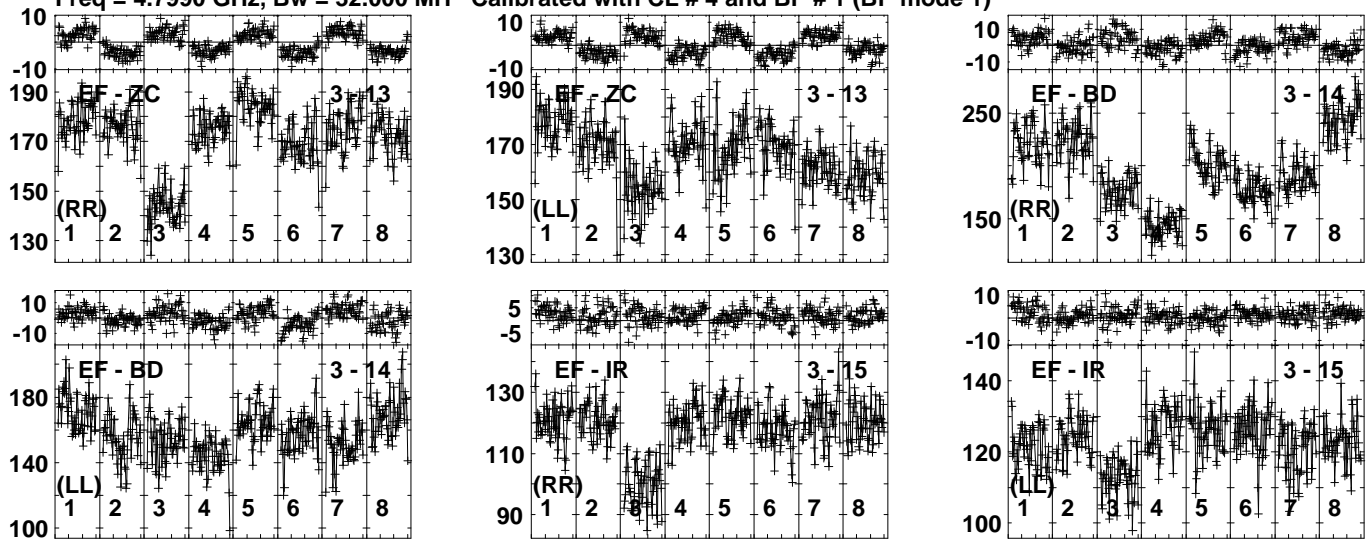 Freq = 4.7990 GHz, Bw = 32.000 MH Calibrated with CL # 4 and BP # 1 (BP mode 1)
10
-10
190
170
150
130
EF - ZC 3 - 13
(RR)
1 2 3 4 5 6 7 8
10
-10
190
170
150
130
EF - ZC 3 - 13
(LL)
1 2 3 4 5 6 7 8
10
-10
250
150
EF - BD 3 - 14
(RR)
1 2 3 4 5 6 7 8
10
-10
180
140
100
EF - BD 3 - 14
(LL)
1 2 3 4 5 6 7 8
5
-5
130
110
90
EF - IR 3 - 15
(RR)
1 2 3 4 5 6 7 8
10
-10
140
120
100
EF - IR 3 - 15
(LL)
1 2 3 4 5 6 7 8